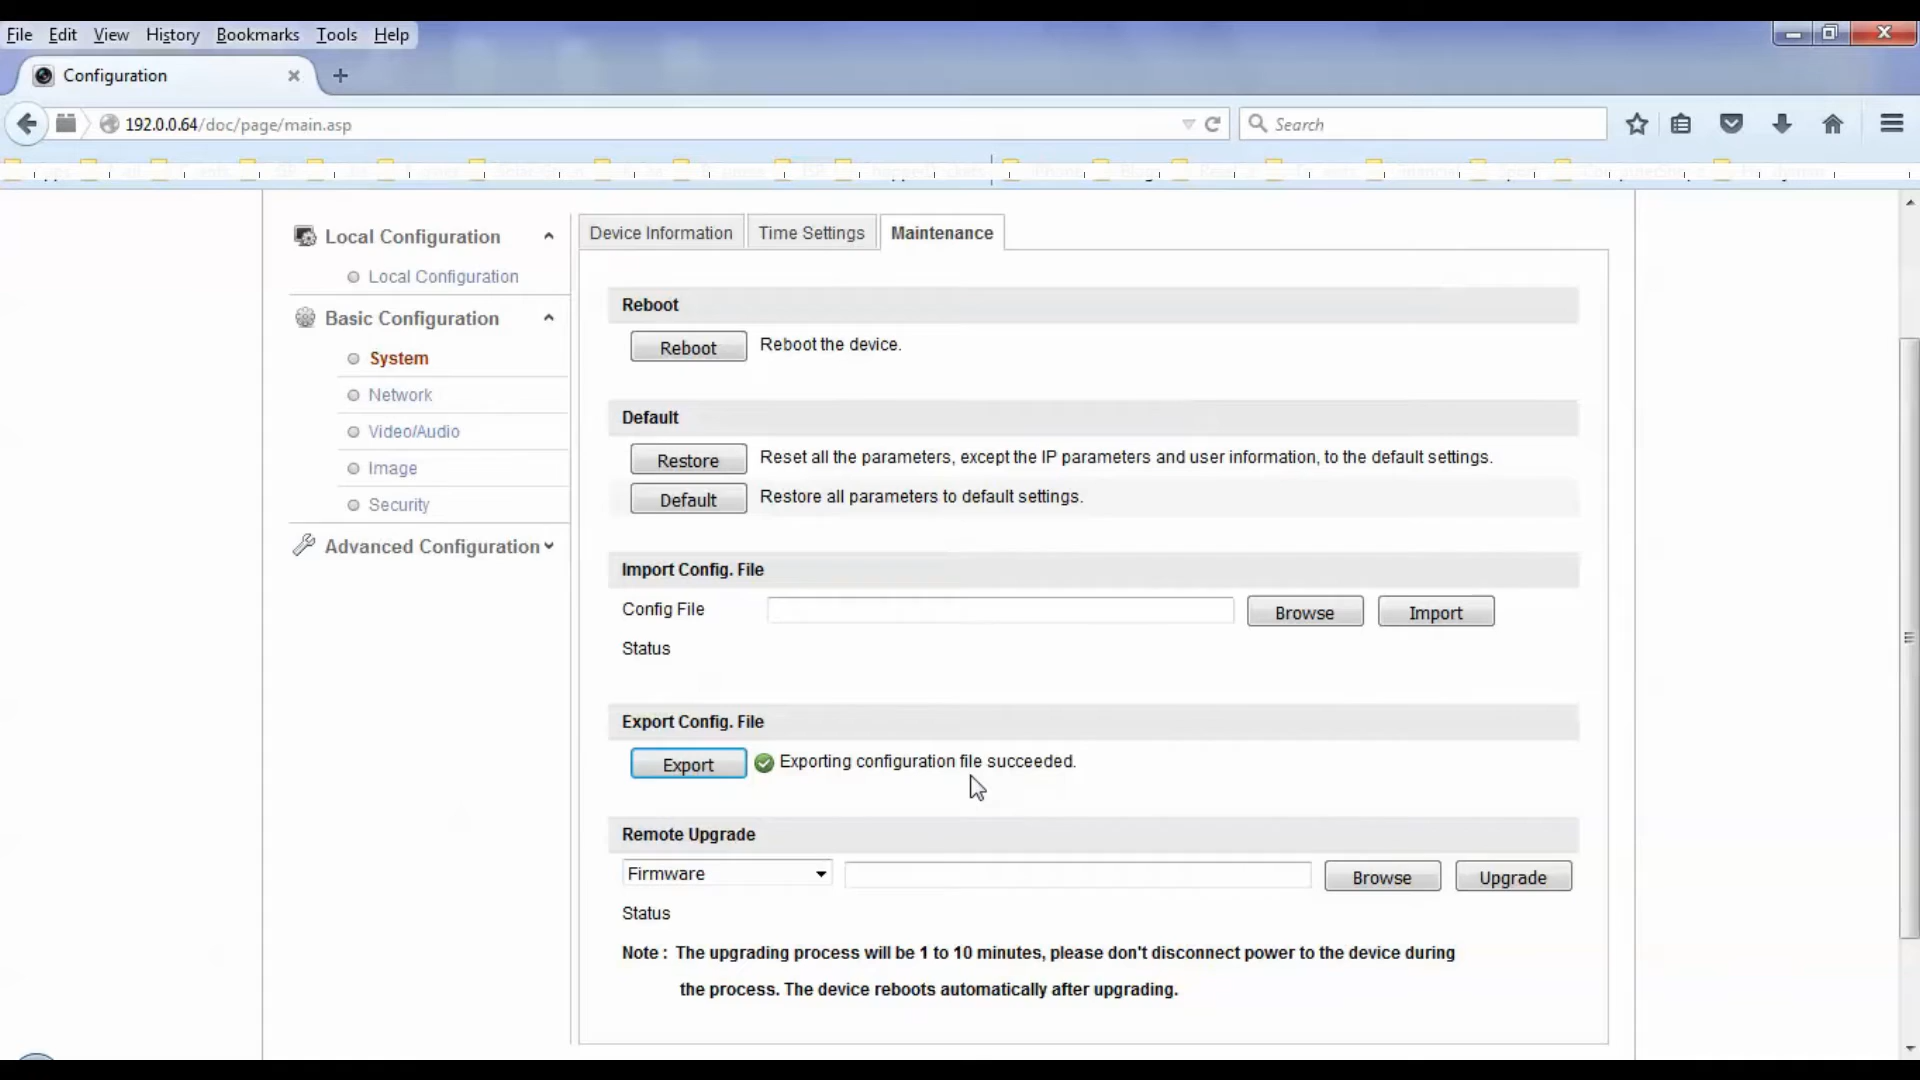 File Edit View History Bookmarks Tools Help
Configuration
192.0.0.64/doc/page/main.asp
Search
Local Configuration
Local Configuration
Basic Configuration
System
Network
Video/Audio
Image
Security
Advanced Configuration
Device Information Time Settings Maintenance
Reboot
Reboot Reboot the device.
Default
Restore Reset all the parameters, except the IP parameters and user information, to the default settings.
Default Restore all parameters to default settings.
Import Config. File
Config File Browse Import
Status
Export Config. File
Export Exporting configuration file succeeded.
Remote Upgrade
Firmware Browse Upgrade
Status
Note : The upgrading process will be 1 to 10 minutes, please don't disconnect power to the device during
the process. The device reboots automatically after upgrading.